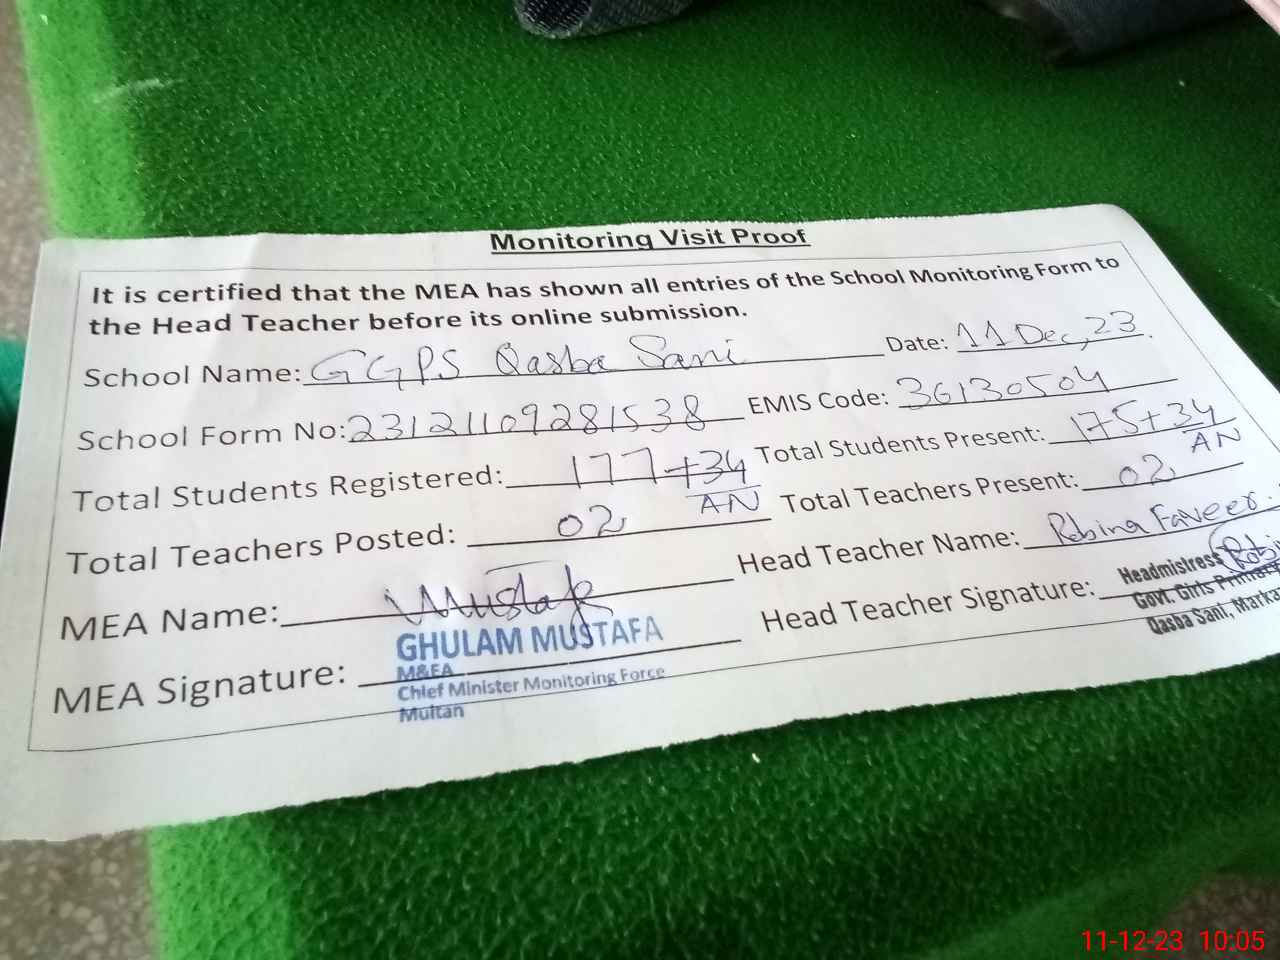 Monitoring Visit Proof
It is certified that the MEA has shown all entries of the School Monitoring Form to
the Head Teacher before its online submission.
School Name: GGPS Qasba Sani Date: 11 Dec, 23.
School Form No: 23121109281538 EMIS Code: 36130504
Total Students Registered: 177+34 AN Total Students Present: 175+34 AN
Total Teachers Posted: 02 Total Teachers Present: 02
MEA Name: Mustafa Head Teacher Name: Robina
MEA Signature: Head Teacher Signature:
GHULAM MUSTAFA
M&EA
Chief Minister Monitoring Force
Multan
Headmistress
Govt. Girls Primary
Qasba Sani, Marka
11-12-23 10:05